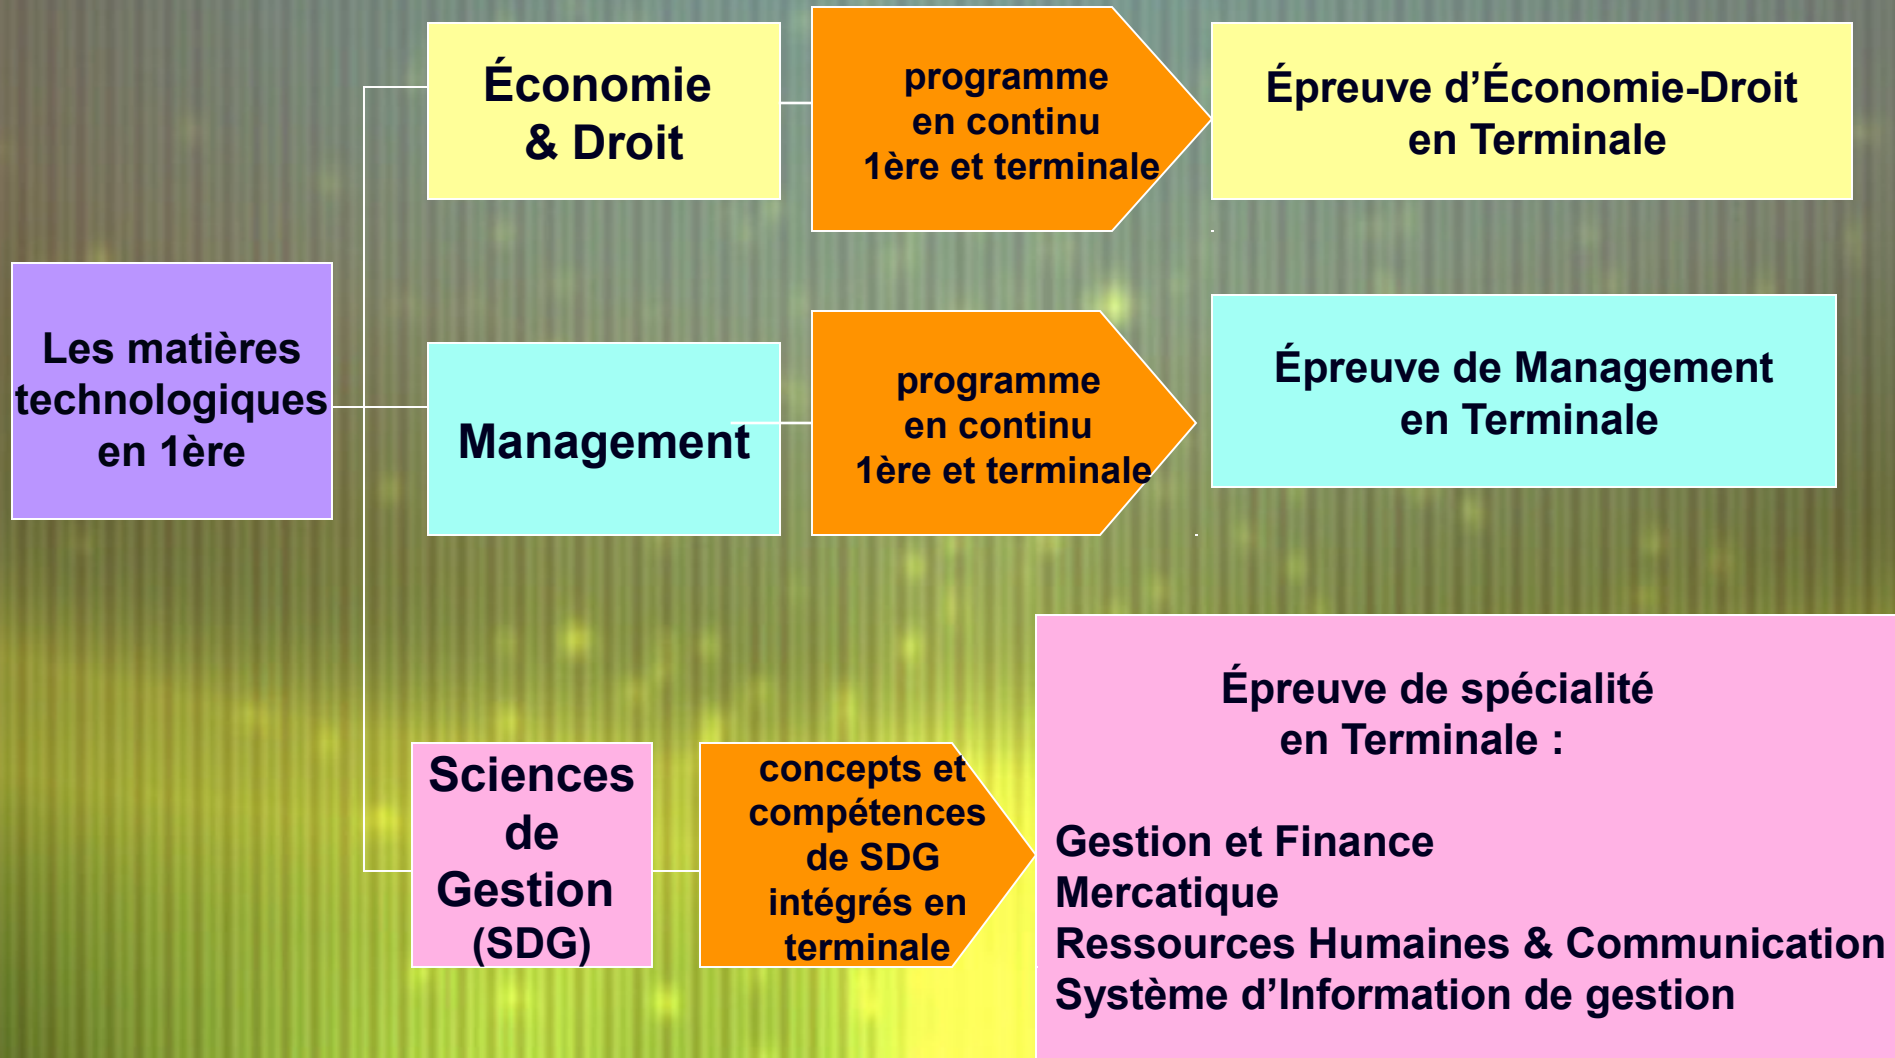 Les matières
technologiques
en 1ère
Économie
& Droit
programme
en continu
1ère et terminale
Épreuve d’Économie-Droit
en Terminale
Management
programme
en continu
1ère et terminale
Épreuve de Management
en Terminale
Sciences
de
Gestion
(SDG)
concepts et
compétences
de SDG
intégrés en
terminale
Épreuve de spécialité
en Terminale :
Gestion et Finance
Mercatique
Ressources Humaines & Communication
Système d’Information de gestion